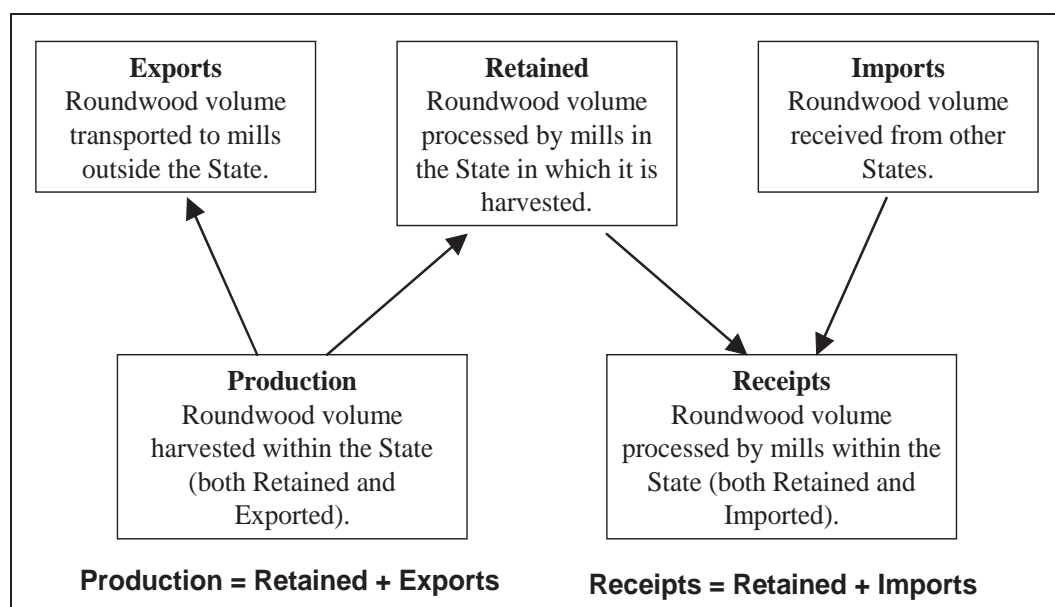 Exports
Roundwood volume
transported to mills
outside the State.
Retained
Roundwood volume
processed by mills in
the State in which it is
harvested.
Imports
Roundwood volume
received from other
States.
Production
Roundwood volume
harvested within the State
(both Retained and
Exported).
Receipts
Roundwood volume
processed by mills within the
State (both Retained and
Imported).
Production = Retained + Exports
Receipts = Retained + Imports